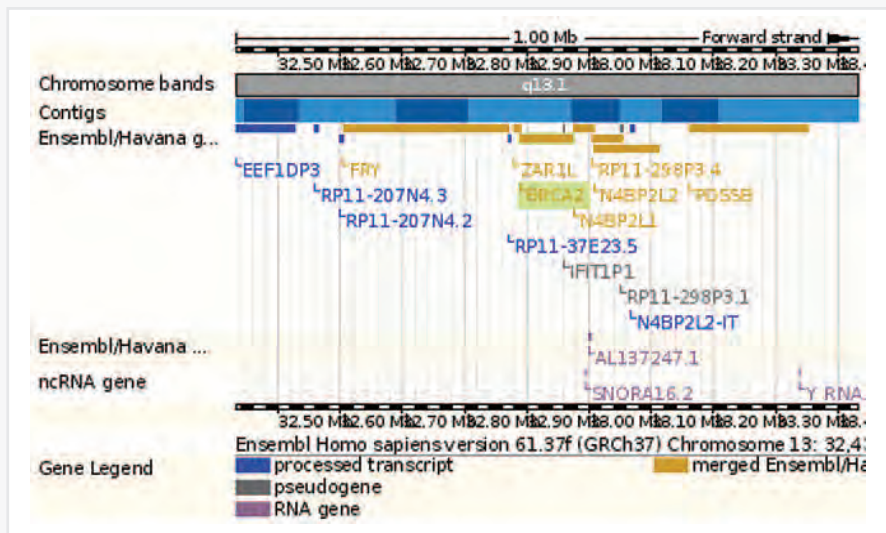 1.00 Mb Forward strand
32.50 Mb 32.60 Mb 32.70 Mb 32.80 Mb 32.90 Mb 33.00 Mb 33.10 Mb 33.20 Mb 33.30 Mb
Chromosome bands q13.1
Contigs
Ensembl/Havana g...
EEF1DP3 FRY ZAR1L RP11-298P3.4
RP11-207N4.3 BRCA2 N4BP2L2 PDS5B
RP11-207N4.2 N4BP2L1
RP11-37E23.5
IFIT1P1
RP11-298P3.1
N4BP2L2-IT
Ensembl/Havana ...
AL137247.1
ncRNA gene
SNORA16.2 Y RNA.
32.50 Mb 32.60 Mb 32.70 Mb 32.80 Mb 32.90 Mb 33.00 Mb 33.10 Mb 33.20 Mb 33.30 Mb
Ensembl Homo sapiens version 61.37f (GRCh37) Chromosome 13: 32,4
Gene Legend processed transcript merged Ensembl/Ha
pseudogene
RNA gene